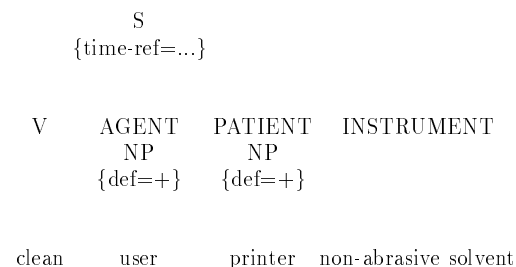 S
{time-ref=...}
V AGENT PATIENT INSTRUMENT
NP NP
{def=+} {def=+}
clean user printer non-abrasive solvent